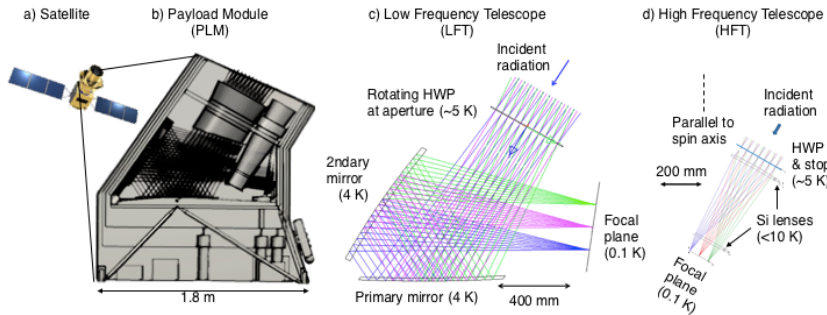 a) Satellite
b) Payload Module
(PLM)
1.8 m
c) Low Frequency Telescope
(LFT)
Incident
radiation
Rotating HWP
at aperture (~5 K)
2ndary
mirror
(4 K)
Focal
plane
(0.1 K)
Primary mirror (4 K)
400 mm
d) High Frequency Telescope
(HFT)
Parallel to
spin axis
Incident
radiation
200 mm
HWP
& stop
(~5 K)
Si lenses
(<10 K)
Focal
plane
(0.1 K)